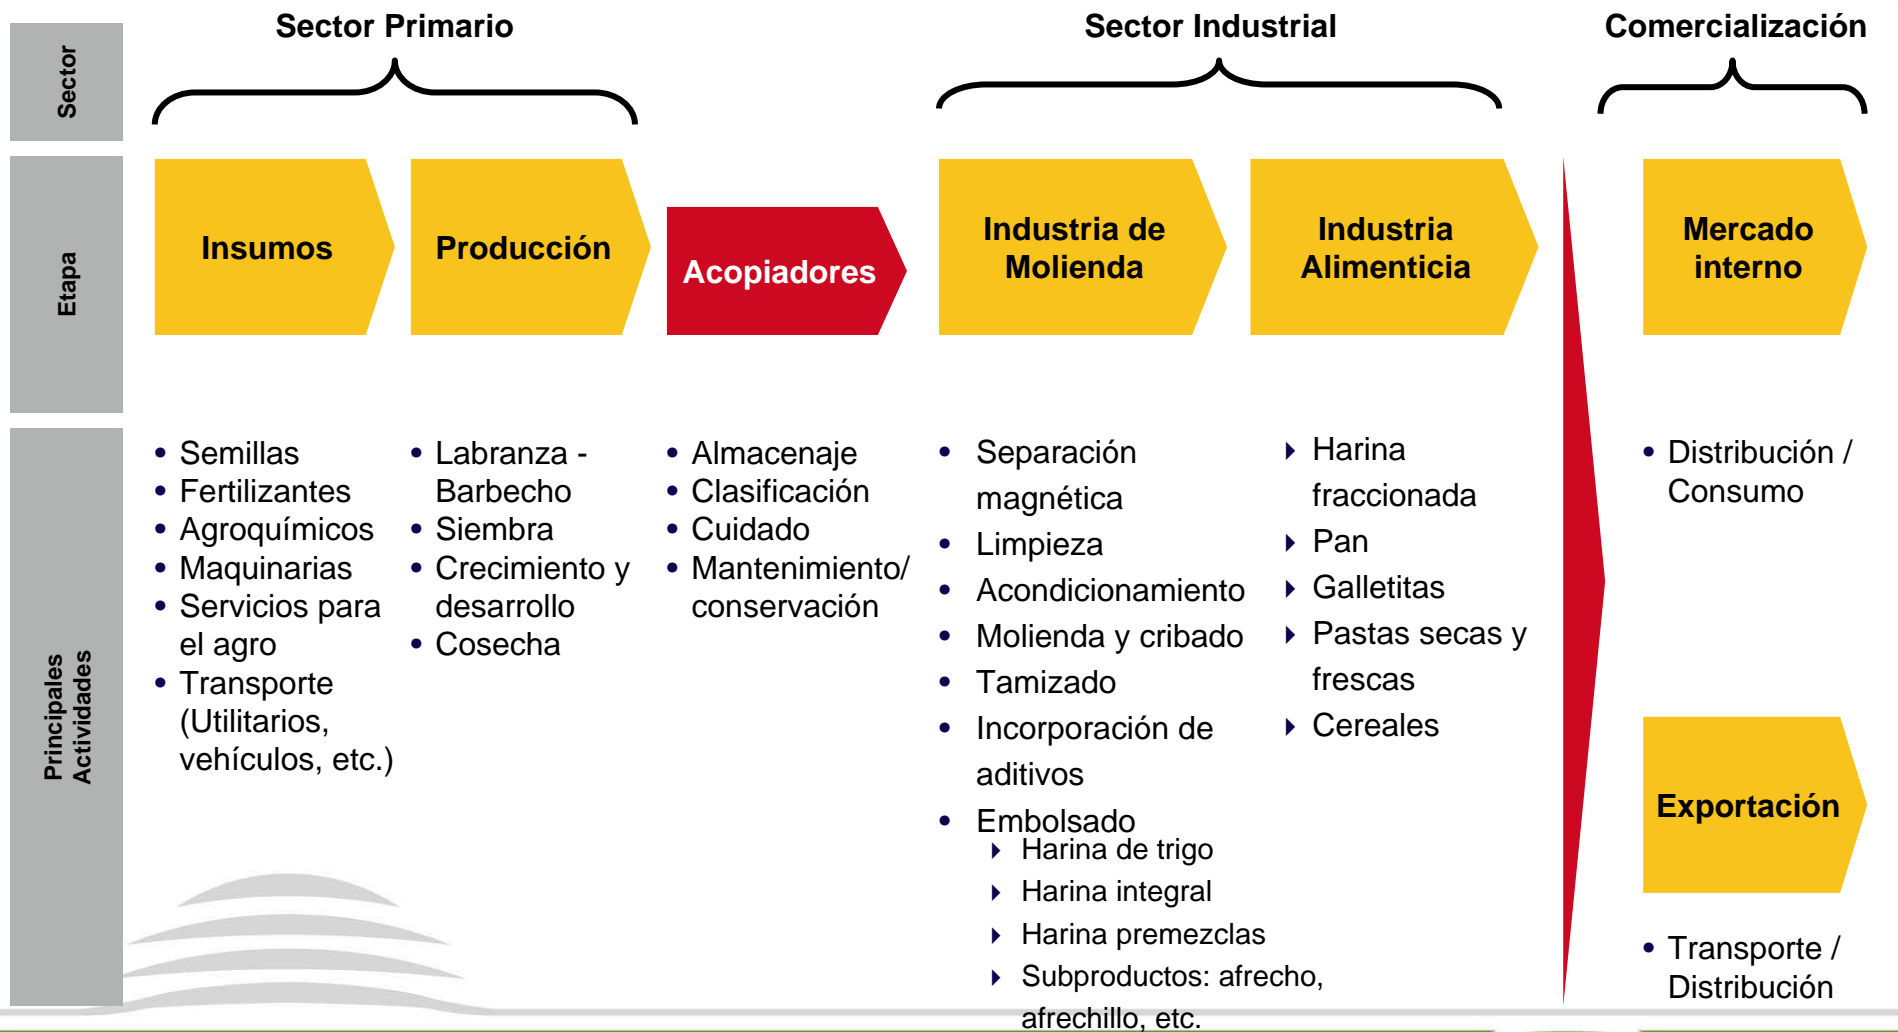 Sector Primario
Sector Industrial
Comercialización
Sector
Etapa
Insumos
Producción
Acopiadores
Industria de
Molienda
Industria
Alimenticia
Mercado
interno
Principales
Actividades
• Semillas
• Fertilizantes
• Agroquímicos
• Maquinarias
• Servicios para
el agro
• Transporte
(Utilitarios,
vehículos, etc.)
• Labranza -
Barbecho
• Siembra
• Crecimiento y
desarrollo
• Cosecha
• Almacenaje
• Clasificación
• Cuidado
• Mantenimiento/
conservación
• Separación
magnética
• Limpieza
• Acondicionamiento
• Molienda y cribado
• Tamizado
• Incorporación de
aditivos
• Embolsado
Harina de trigo
Harina integral
Harina premezclas
Subproductos: afrecho,
afrechillo, etc.
Harina
fraccionada
Pan
Galletitas
Pastas secas y
frescas
Cereales
• Distribución /
Consumo
Exportación
• Transporte /
Distribución